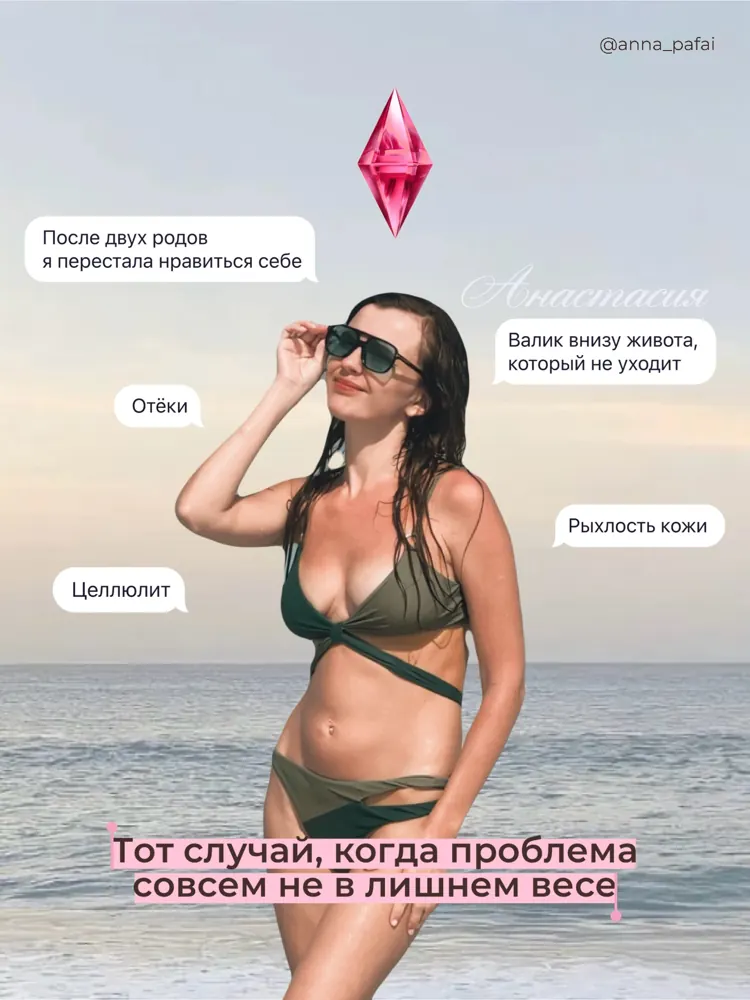 @anna_pafai
После двух родов
я перестала нравиться себе
Анастасия
Валик внизу живота,
который не уходит
Отёки
Рыхлость кожи
Целлюлит
Тот случай, когда проблема
совсем не в лишнем весе